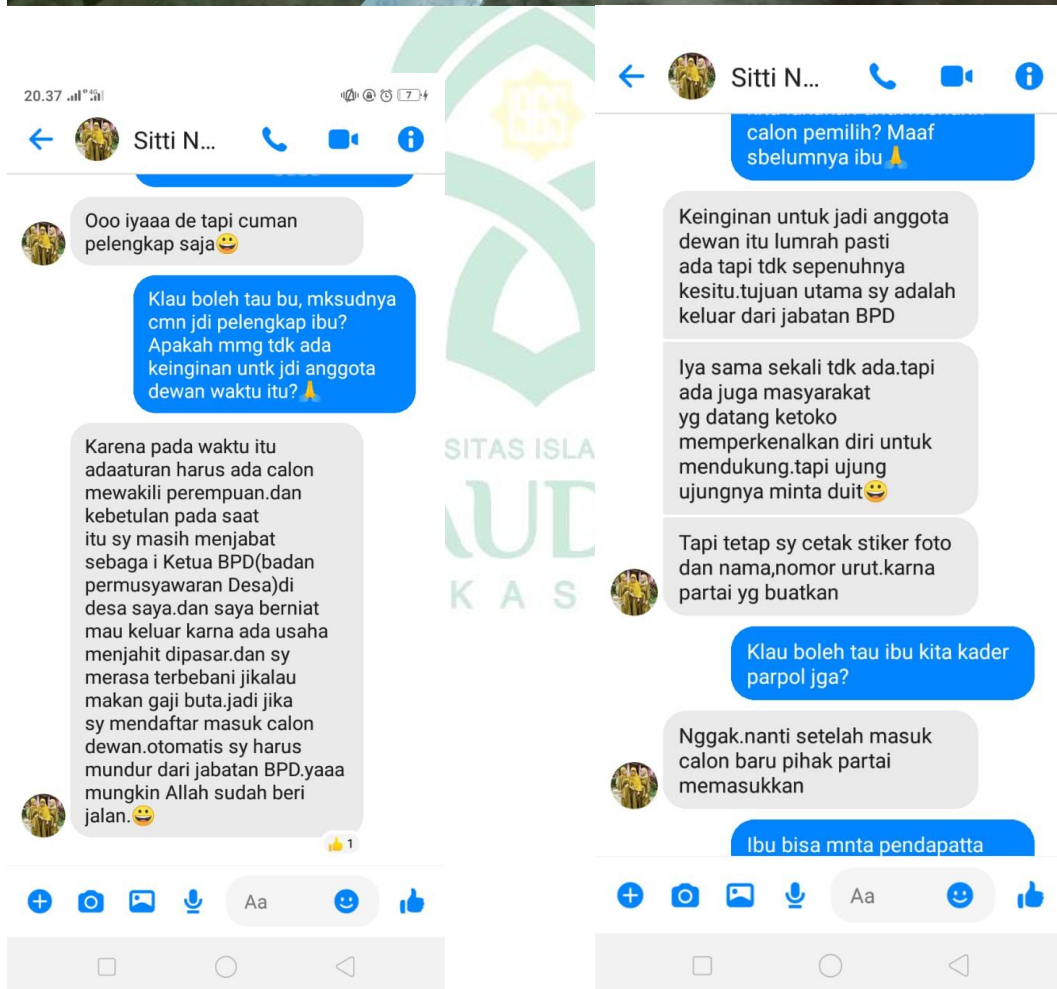 20.37
Sitti N...
Ooo iyaaa de tapi cuman
pelengkap saja😀
Klau boleh tau bu, mksudnya
cmn jdi pelengkap ibu?
Apakah mmg tdk ada
keinginan untk jdi anggota
dewan waktu itu?🙏
Karena pada waktu itu
adaaturan harus ada calon
mewakili perempuan.dan
kebetulan pada saat
itu sy masih menjabat
sebaga i Ketua BPD(badan
permusyawaran Desa)di
desa saya.dan saya berniat
mau keluar karna ada usaha
menjahit dipasar.dan sy
merasa terbebani jikalau
makan gaji buta.jadi jika
sy mendaftar masuk calon
dewan.otomatis sy harus
mundur dari jabatan BPD.yaaa
mungkin Allah sudah beri
jalan.😀
👍 1
Aa
SITAS ISLA
AUD
KAS
Sitti N...
calon pemilih? Maaf
sbelumnya ibu🙏
Keinginan untuk jadi anggota
dewan itu lumrah pasti
ada tapi tdk sepenuhnya
kesitu.tujuan utama sy adalah
keluar dari jabatan BPD
Iya sama sekali tdk ada.tapi
ada juga masyarakat
yg datang ketoko
memperkenalkan diri untuk
mendukung.tapi ujung
ujungnya minta duit😀
Tapi tetap sy cetak stiker foto
dan nama,nomor urut.karna
partai yg buatkan
Klau boleh tau ibu kita kader
parpol jga?
Nggak.nanti setelah masuk
calon baru pihak partai
memasukkan
Ibu bisa mnta pendapatta
Aa